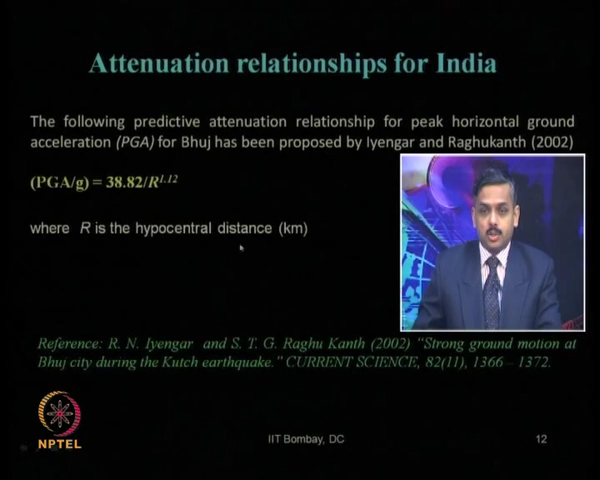 Attenuation relationships for India
The following predictive attenuation relationship for peak horizontal ground
acceleration (PGA) for Bhuj has been proposed by Iyengar and Raghukanth (2002)
(PGA/g) = 38.82/R^1.12
where R is the hypocentral distance (km)
Reference: R. N. Iyengar and S. T. G. Raghu Kanth (2002) "Strong ground motion at
Bhuj city during the Kutch earthquake." CURRENT SCIENCE, 82(11), 1366 – 1372.
NPTEL
IIT Bombay, DC
12